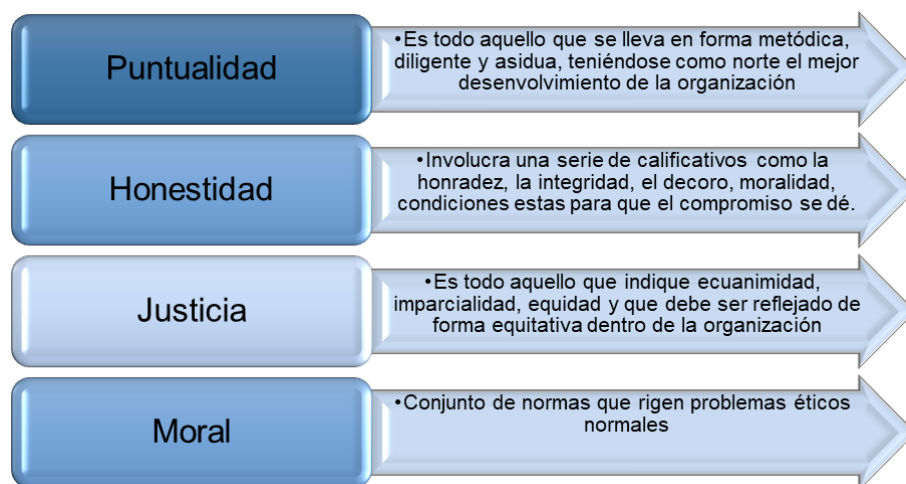 Puntualidad
•Es todo aquello que se lleva en forma metódica,
diligente y asidua, teniéndose como norte el mejor
desenvolvimiento de la organización
Honestidad
•Involucra una serie de calificativos como la
honradez, la integridad, el decoro, moralidad,
condiciones estas para que el compromiso se dé.
Justicia
•Es todo aquello que indique ecuanimidad,
imparcialidad, equidad y que debe ser reflejado de
forma equitativa dentro de la organización
Moral
•Conjunto de normas que rigen problemas éticos
normales